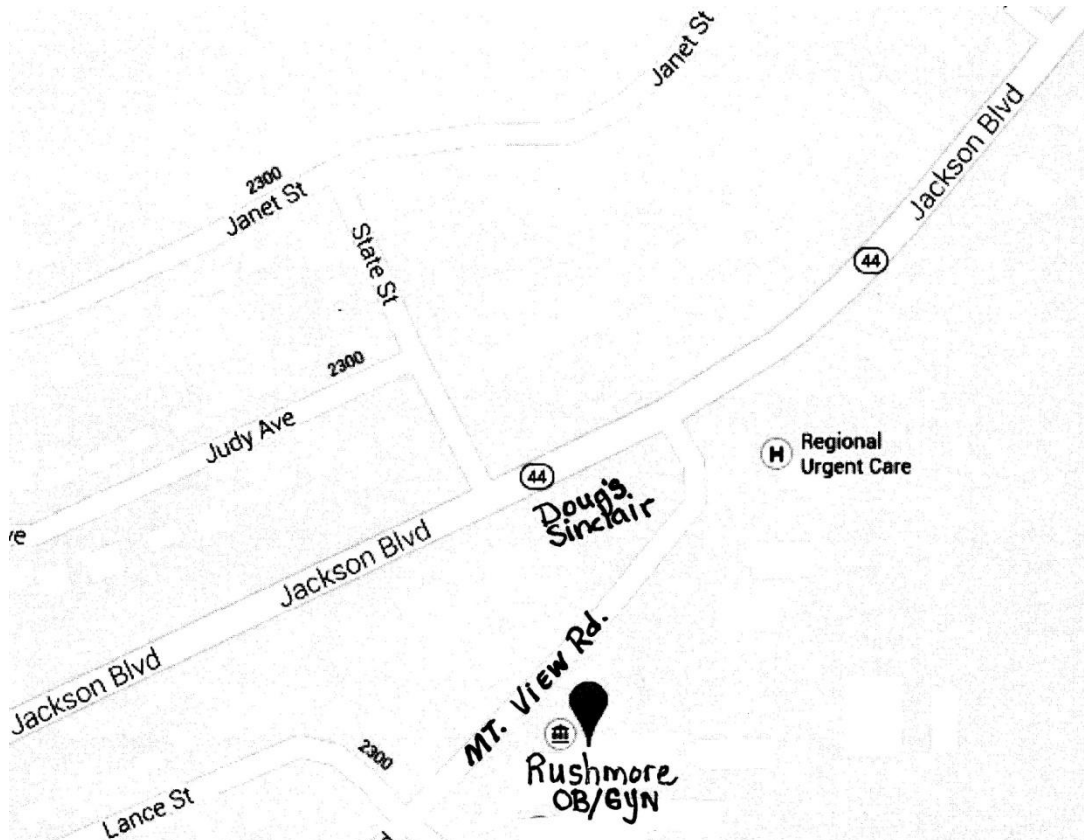 Janet St
Jackson Blvd
2300
Janet St
State St
44
2300
Judy Ave
Regional
Urgent Care
H
44
Doug's
Sinclair
ve
Jackson Blvd
MT. VIEW Rd.
Jackson Blvd
2300
Rushmore
OB/GYN
Lance St